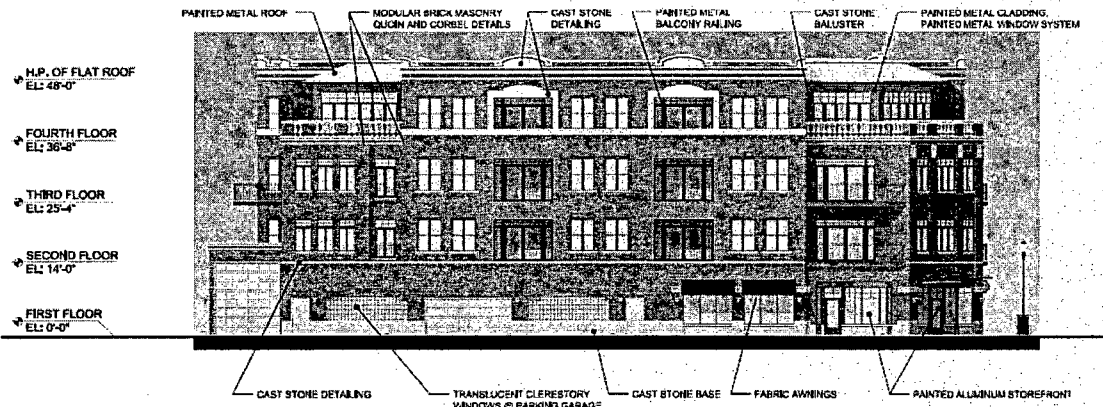 PAINTED METAL ROOF
MODULAR BRICK MASONRY
QUOIN AND CORBEL DETAILS
CAST STONE
DETAILING
PAINTED METAL
BALCONY RAILING
CAST STONE
BALUSTER
PAINTED METAL CLADDING,
PAINTED METAL WINDOW SYSTEM
H.P. OF FLAT ROOF
EL: 48'-0"
FOURTH FLOOR
EL: 36'-8"
THIRD FLOOR
EL: 25'-4"
SECOND FLOOR
EL: 14'-0"
FIRST FLOOR
EL: 0'-0"
CAST STONE DETAILING
TRANSLUCENT CLERESTORY
WINDOWS @ PARKING GARAGE
CAST STONE BASE
FABRIC AWNINGS
PAINTED ALUMINUM STOREFRONT